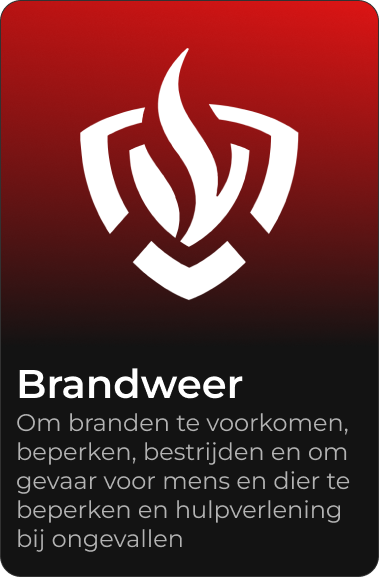 Brandweer
Om branden te voorkomen,
beperken, bestrijden en om
gevaar voor mens en dier te
beperken en hulpverlening
bij ongevallen